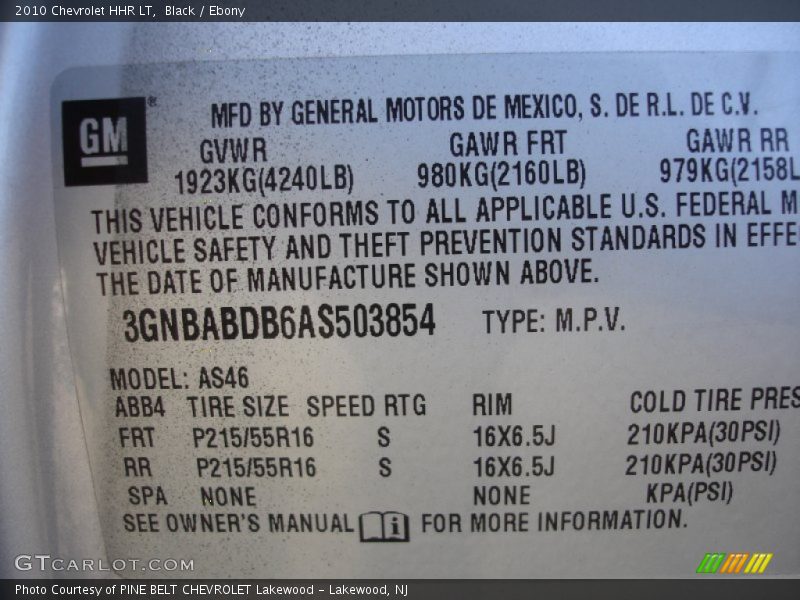 2010 Chevrolet HHR LT, Black / Ebony
GM ®
MFD BY GENERAL MOTORS DE MEXICO, S. DE R.L. DE C.V.
GVWR GAWR FRT GAWR RR
1923KG(4240LB) 980KG(2160LB) 979KG(2158L
THIS VEHICLE CONFORMS TO ALL APPLICABLE U.S. FEDERAL M
VEHICLE SAFETY AND THEFT PREVENTION STANDARDS IN EFFE
THE DATE OF MANUFACTURE SHOWN ABOVE.
3GNBABDB6AS503854 TYPE: M.P.V.
MODEL: AS46
ABB4 TIRE SIZE SPEED RTG RIM COLD TIRE PRES
FRT P215/55R16 S 16X6.5J 210KPA(30PSI)
RR P215/55R16 S 16X6.5J 210KPA(30PSI)
SPA NONE NONE KPA(PSI)
SEE OWNER'S MANUAL i FOR MORE INFORMATION.
GTCARLOT.COM
Photo Courtesy of PINE BELT CHEVROLET Lakewood - Lakewood, NJ